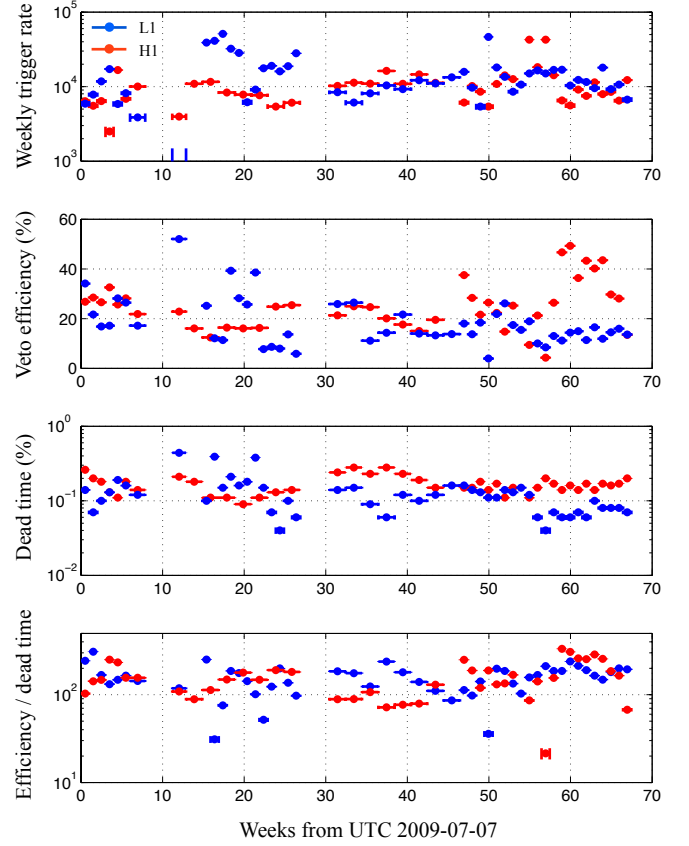 Weekly trigger rate
10^5
10^4
10^3
L1
H1
0 10 20 30 40 50 60 70
Veto efficiency (%)
60
40
20
0
0 10 20 30 40 50 60 70
Dead time (%)
10^0
10^−1
10^−2
0 10 20 30 40 50 60 70
Efficiency / dead time
10^2
10^1
0 10 20 30 40 50 60 70
Weeks from UTC 2009-07-07